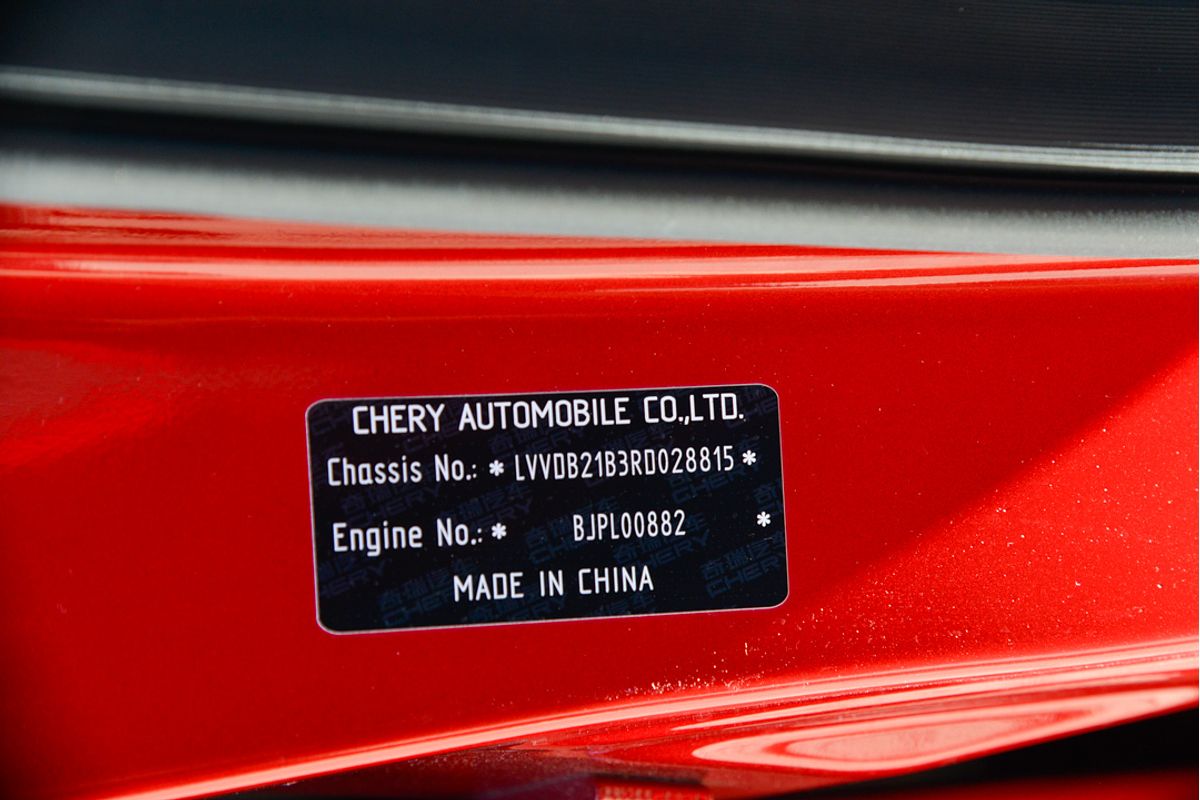 CHERY AUTOMOBILE CO.,LTD.
Chassis No.: * LVVDB21B3RD028815 *
Engine No.: * BJPL00882 *
MADE IN CHINA